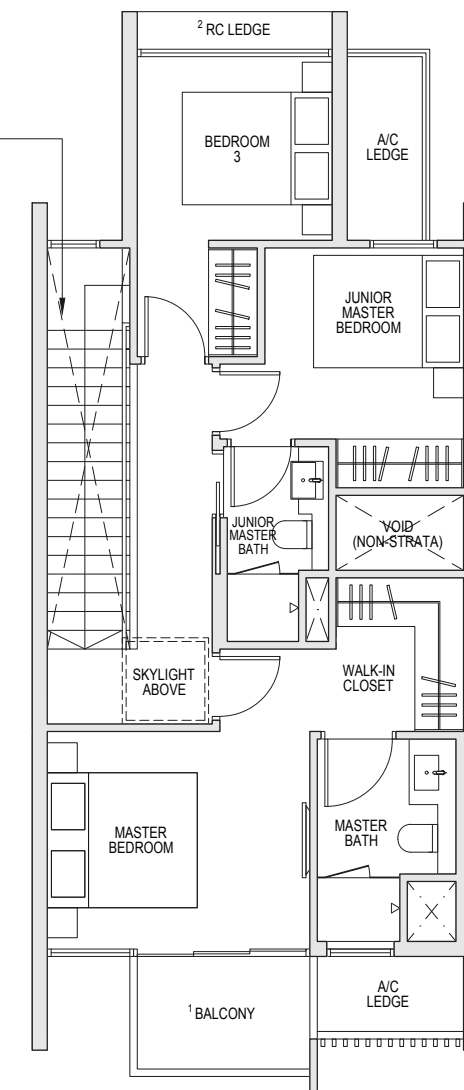 2 RC LEDGE
BEDROOM
3
A/C
LEDGE
JUNIOR
MASTER
BEDROOM
JUNIOR
MASTER
BATH
VOID
(NON-STRATA)
SKYLIGHT
ABOVE
WALK-IN
CLOSET
MASTER
BEDROOM
MASTER
BATH
1 BALCONY
A/C
LEDGE